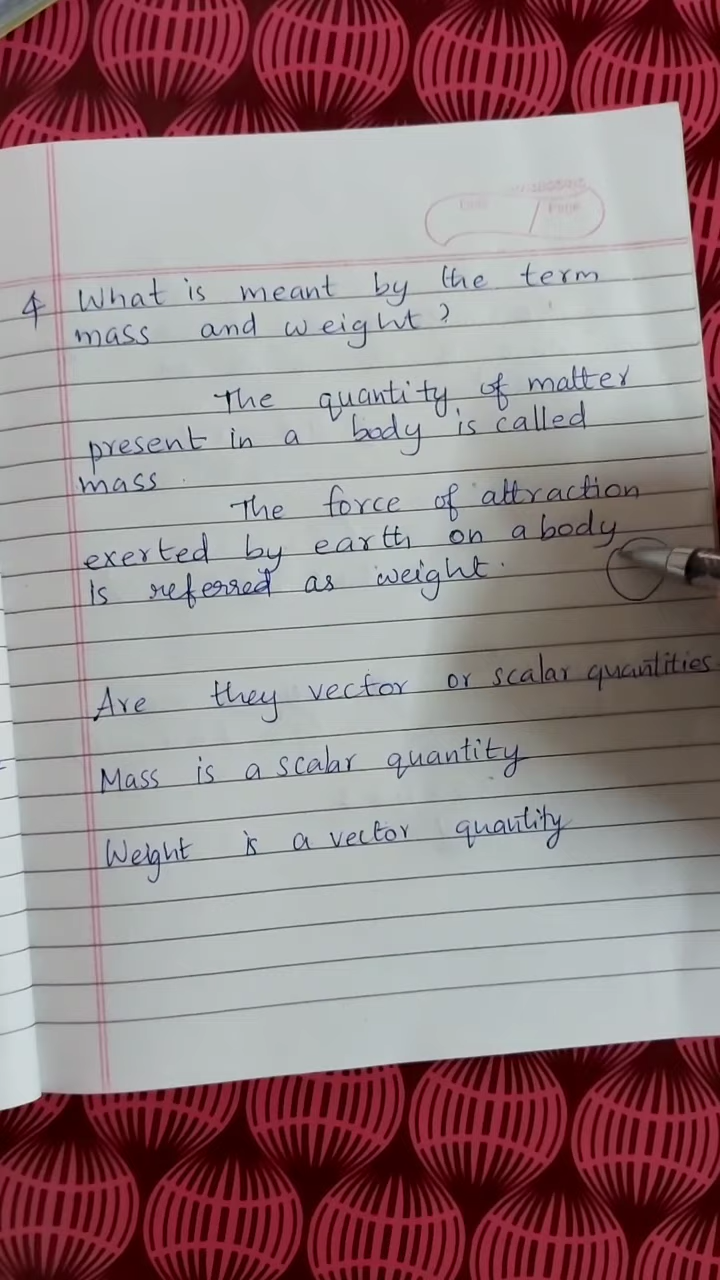 4 What is meant by the term
mass and weight?
The quantity of matter
present in a body is called
mass.
The force of attraction
exerted by earth on a body
is referred as weight.
Are they vector or scalar quantities
Mass is a scalar quantity
Weight is a vector quantity